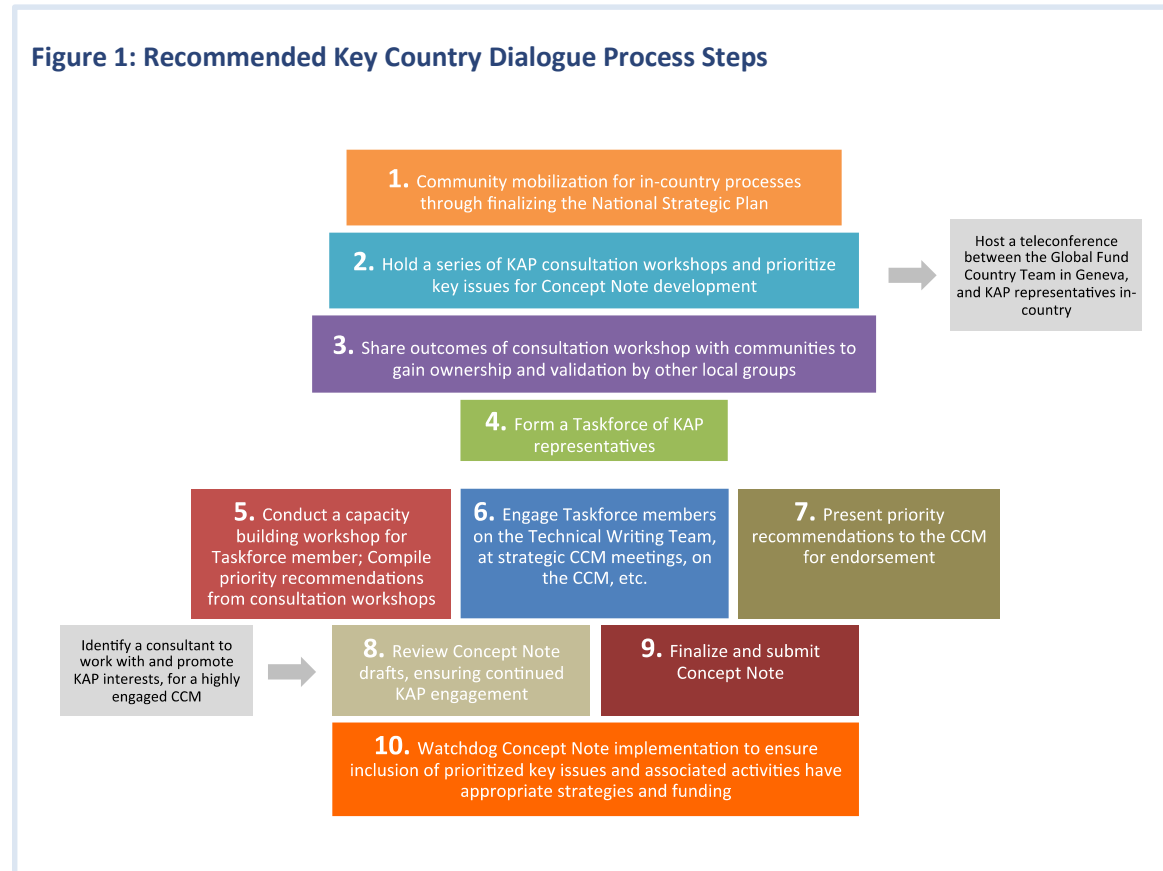 Figure 1: Recommended Key Country Dialogue Process Steps
1. Community mobilization for in-country processes
through finalizing the National Strategic Plan
2. Hold a series of KAP consultation workshops and prioritize
key issues for Concept Note development
Host a teleconference
between the Global Fund
Country Team in Geneva,
and KAP representatives in-
country
3. Share outcomes of consultation workshop with communities to
gain ownership and validation by other local groups
4. Form a Taskforce of KAP
representatives
5. Conduct a capacity
building workshop for
Taskforce member; Compile
priority recommendations
from consultation workshops
6. Engage Taskforce members
on the Technical Writing Team,
at strategic CCM meetings, on
the CCM, etc.
7. Present priority
recommendations to the CCM
for endorsement
Identify a consultant to
work with and promote
KAP interests, for a highly
engaged CCM
8. Review Concept Note
drafts, ensuring continued
KAP engagement
9. Finalize and submit
Concept Note
10. Watchdog Concept Note implementation to ensure
inclusion of prioritized key issues and associated activities have
appropriate strategies and funding